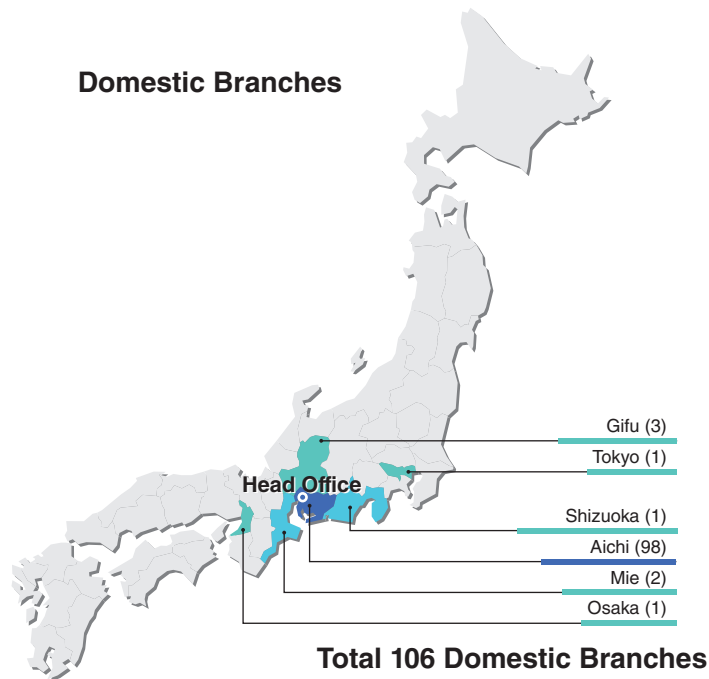 Domestic Branches
Gifu (3)
Tokyo (1)
Head Office
Shizuoka (1)
Aichi (98)
Mie (2)
Osaka (1)
Total 106 Domestic Branches